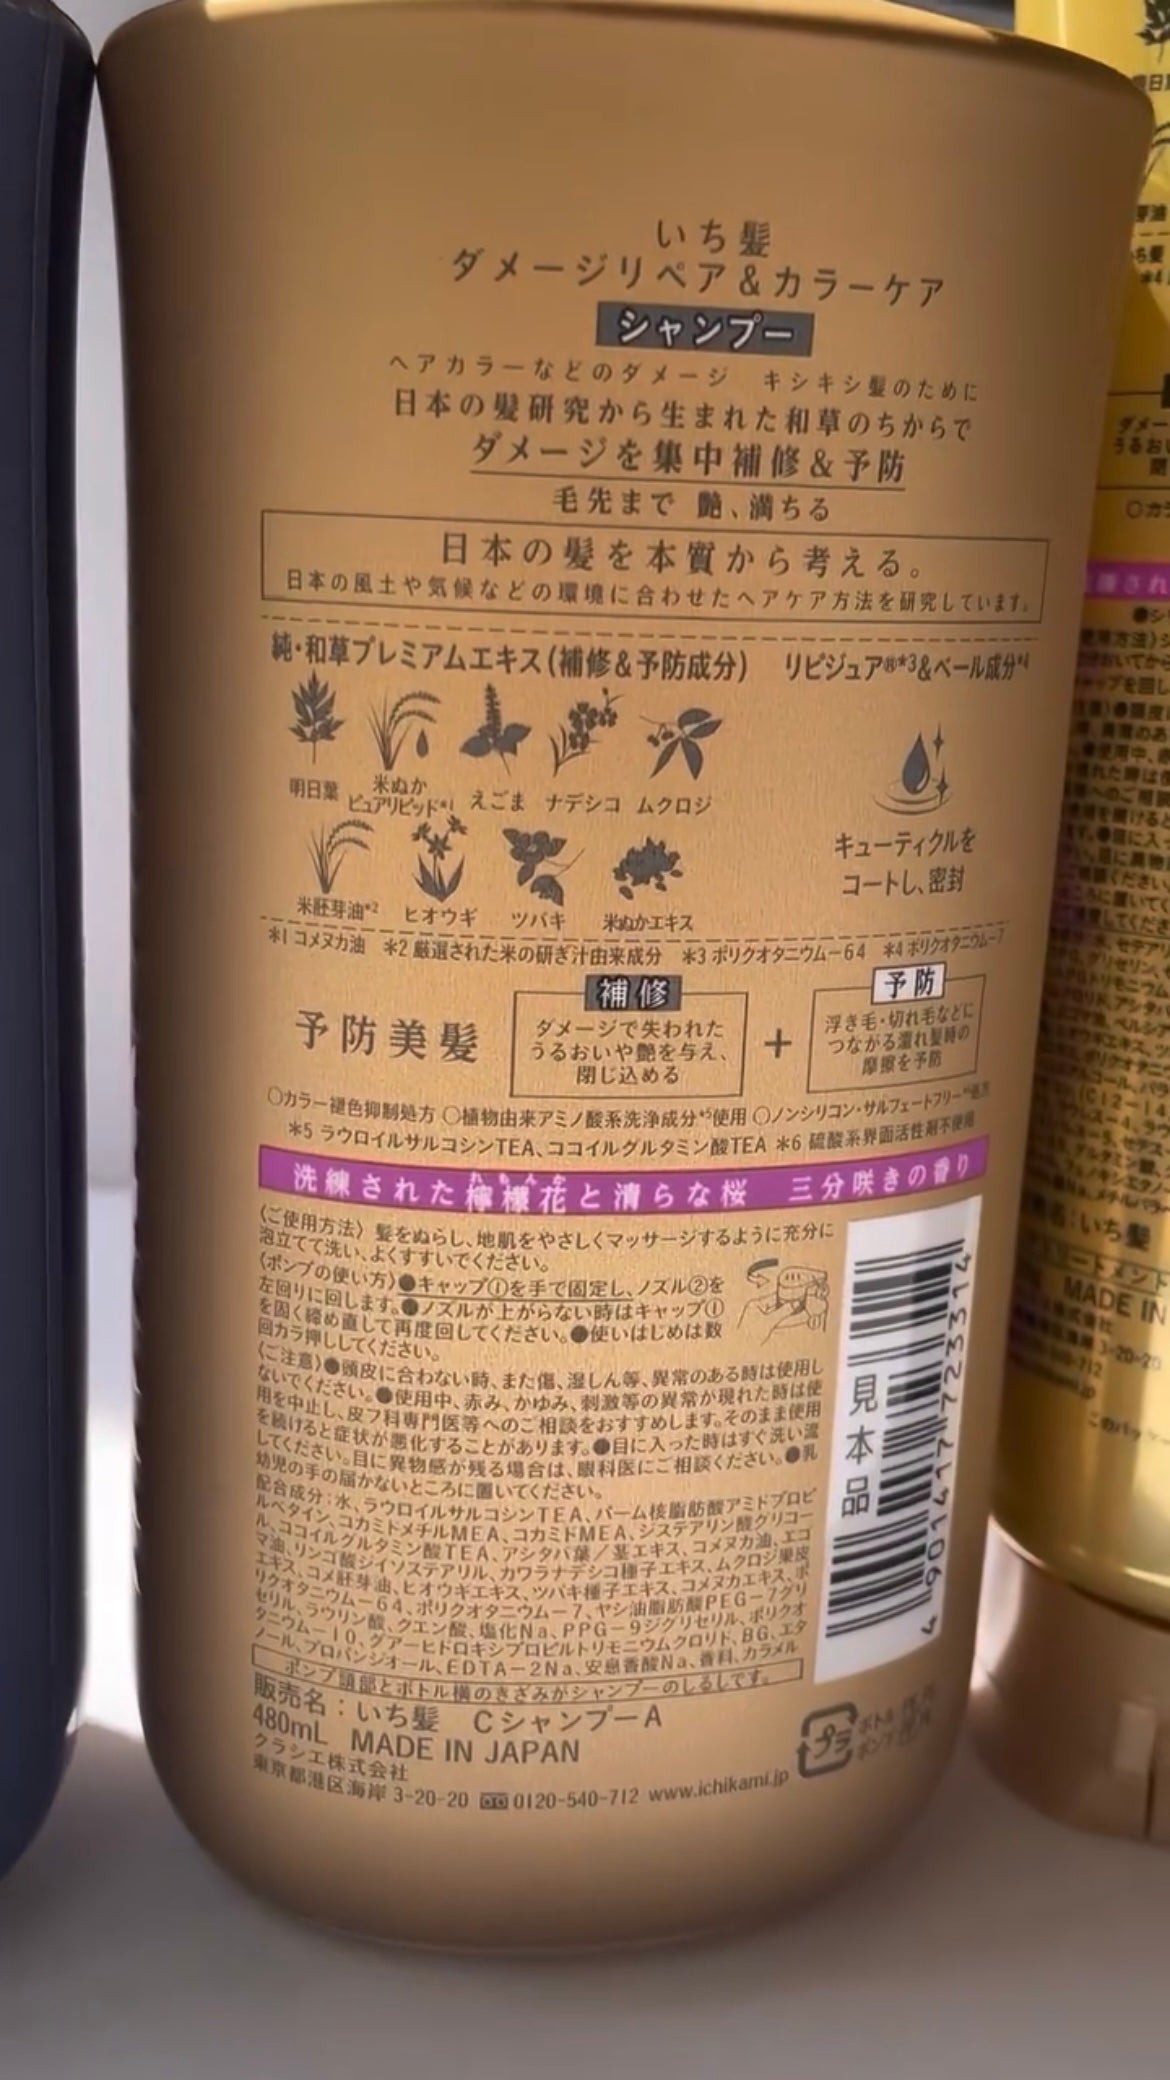 いち髪
ダメージリペア&カラーケア
シャンプー
ヘアカラーなどのダメージ キシキシ髪のために
日本の髪研究から生まれた和草のちからで
ダメージを集中補修&予防
毛先まで 艶、満ちる
日本の髪を本質から考える。
日本の風土や気候などの環境に合わせたヘアケア方法を研究しています。
純・和草プレミアムエキス(補修&予防成分) リピジュア®*3&ベール成分*4
明日葉 米ぬか
ピュアリピッド*1 えごま ナデシコ ムクロジ
米胚芽油*2 ヒオウギ ツバキ 米ぬかエキス
キューティクルを
コートし、密封
*1 コメヌカ油 *2 厳選された米の研ぎ汁由来成分 *3 ポリクオタニウム-64 *4 ポリクオタニウム-7
予防美髪
補修
ダメージで失われた
うるおいや艶を与え、
閉じ込める
+
予防
浮き毛・切れ毛などに
つながる濡れ髪時の
摩擦を予防
○カラー褪色抑制処方 ○植物由来アミノ酸系洗浄成分*5使用 ○ノンシリコン・サルフェートフリー*6処方
*5 ラウロイルサルコシンTEA、ココイルグルタミン酸TEA *6 硫酸系界面活性剤不使用
洗練された檸檬花と清らな桜 三分咲きの香り
〈ご使用方法〉髪をぬらし、地肌をやさしくマッサージするように充分に
泡立てて洗い、よくすすいでください。
〈ポンプの使い方〉●キャップ①を手で固定し、ノズル②を
左回りに回します。●ノズルが上がらない時はキャップ①
を固く締め直して再度回してください。●使いはじめは数
回カラ押ししてください。
〈ご注意〉●頭皮に合わない時、また傷、湿しん等、異常のある時は使用し
ないでください。●使用中、赤み、かゆみ、刺激等の異常が現れた時は使
用を中止し、皮フ科専門医等へのご相談をおすすめします。そのまま使用
を続けると症状が悪化することがあります。●目に入った時はすぐ洗い流
してください。目に異物感が残る場合は、眼科医にご相談ください。●乳
幼児の手の届かないところに置いてください。
配合成分:水、ラウロイルサルコシンTEA、パーム核脂肪酸アミドプロピ
ルベタイン、コカミドメチルMEA、コカミドMEA、ジステアリン酸グリコー
ル、ココイルグルタミン酸TEA、アシタバ葉/茎エキス、コメヌカ油、エゴ
マ油、リンゴ酸ジイソステアリル、カワラナデシコ種子エキス、ムクロジ果皮
エキス、コメ胚芽油、ヒオウギエキス、ツバキ種子エキス、コメヌカエキス、ポ
リクオタニウム-64、ポリクオタニウム-7、ヤシ油脂肪酸PEG-7グリ
セリル、ラウリン酸、クエン酸、塩化Na、PPG-9ジグリセリル、ポリクオ
タニウム-10、グアーヒドロキシプロピルトリモニウムクロリド、BG、エタ
ノール、プロパンジオール、EDTA-2Na、安息香酸Na、香料、カラメル
ポンプ頭部とボトル横のきざみがシャンプーのしるしです。
販売名:いち髪 CシャンプーA
480mL MADE IN JAPAN
クラシエ株式会社
東京都港区海岸 3-20-20 0120-540-712 www.ichikami.jp
見本品
4901417723314
プラ
MADE IN